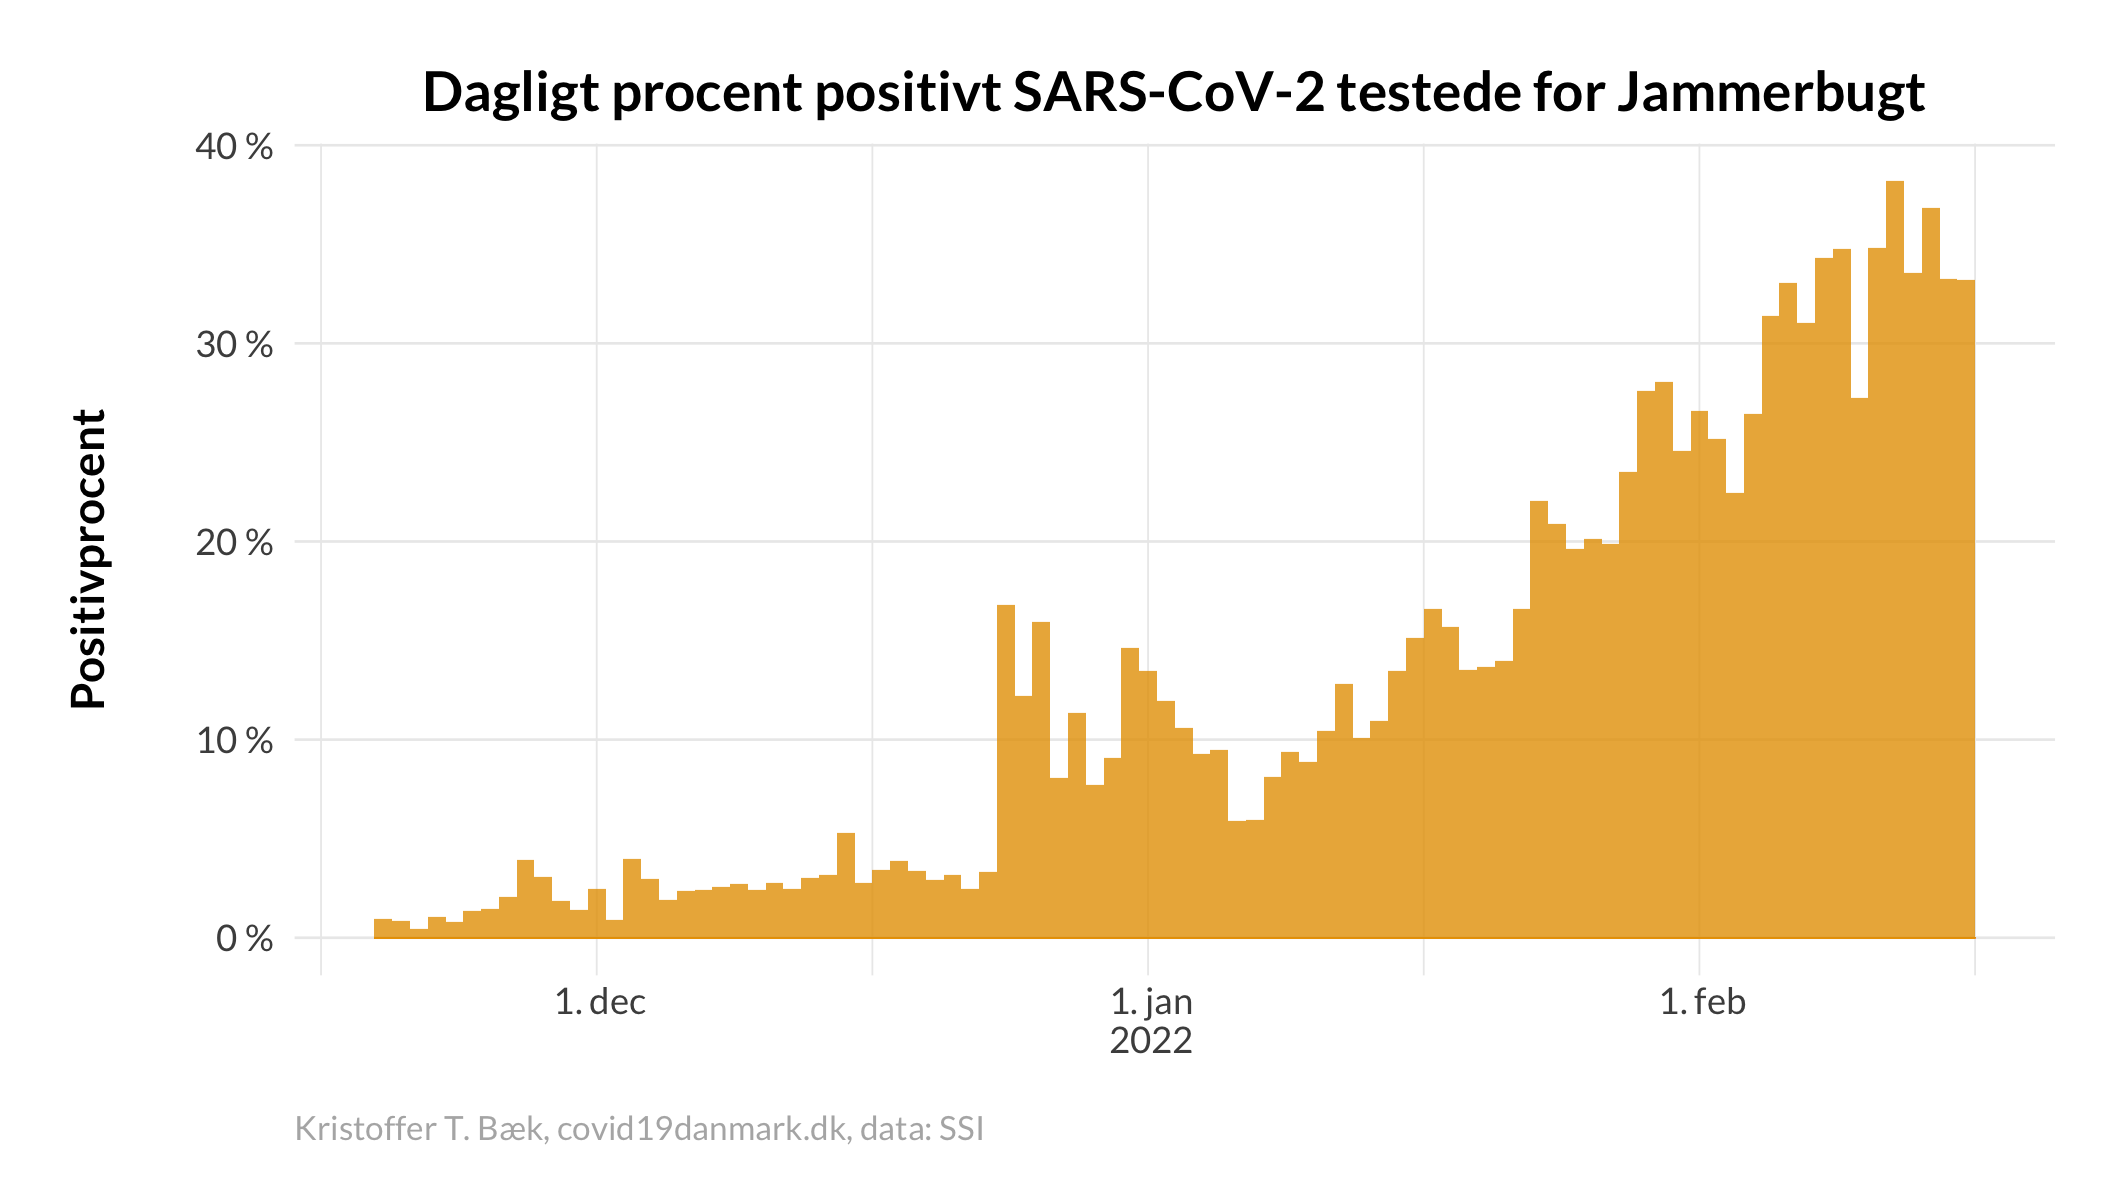 Dagligt procent positivt SARS-CoV-2 testede for Jammerbugt
40 %
30 %
20 %
10 %
0 %
Positivprocent
1. dec
1. jan
2022
1. feb
Kristoffer T. Bæk, covid19danmark.dk, data: SSI